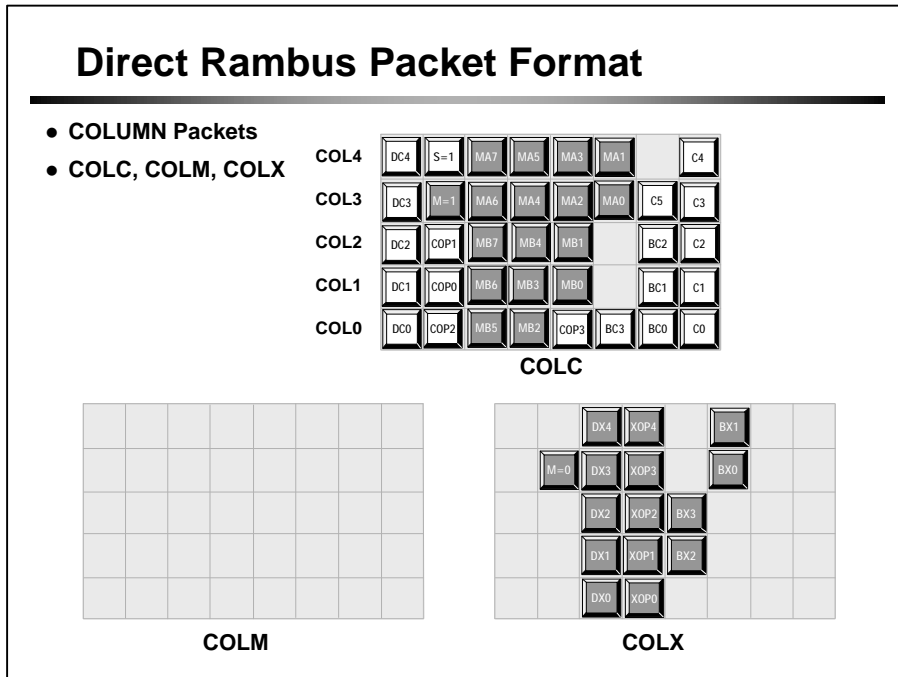 Direct Rambus Packet Format
● COLUMN Packets
● COLC, COLM, COLX
COL4 DC4 S=1 MA7 MA5 MA3 MA1 C4
COL3 DC3 M=1 MA6 MA4 MA2 MA0 C5 C3
COL2 DC2 COP1 MB7 MB4 MB1 BC2 C2
COL1 DC1 COP0 MB6 MB3 MB0 BC1 C1
COL0 DC0 COP2 MB5 MB2 COP3 BC3 BC0 C0
COLC
DX4 XOP4 BX1
M=0 DX3 XOP3 BX0
DX2 XOP2 BX3
DX1 XOP1 BX2
DX0 XOP0
COLM
COLX